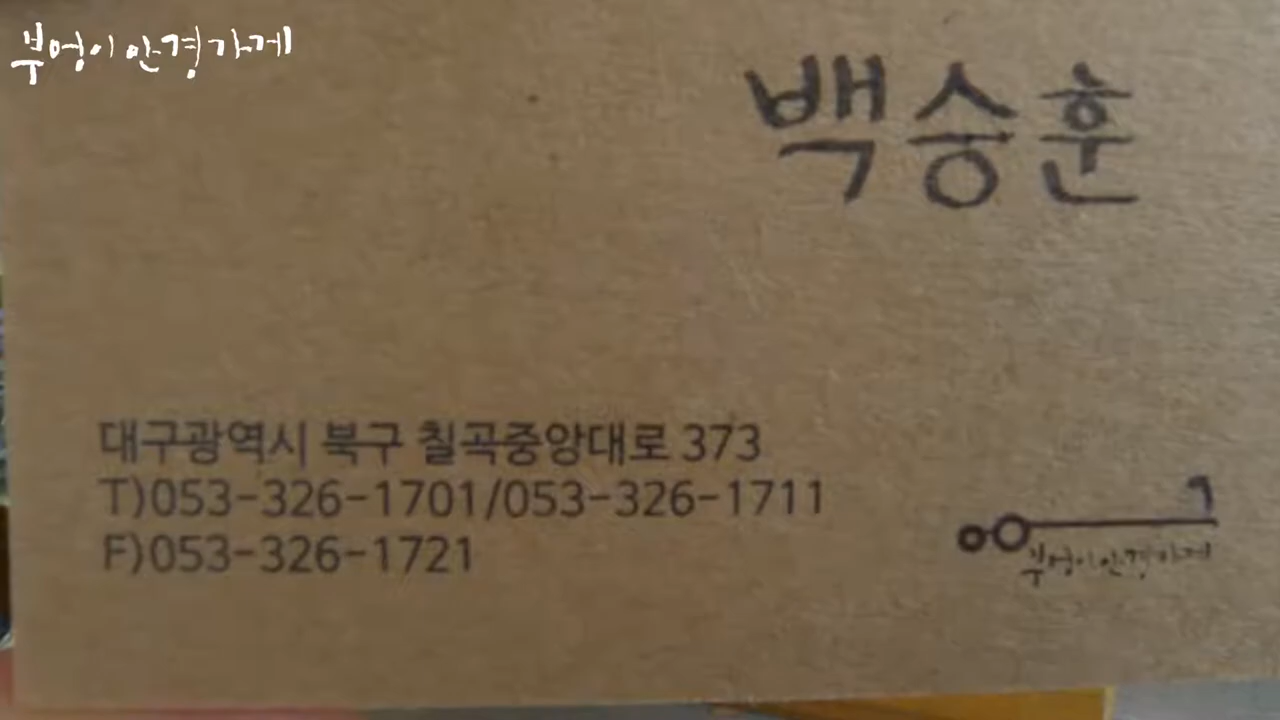 부엉이안경가게
백승훈
대구광역시 북구 칠곡중앙대로 373
T)053-326-1701/053-326-1711
F)053-326-1721
부엉이안경가게